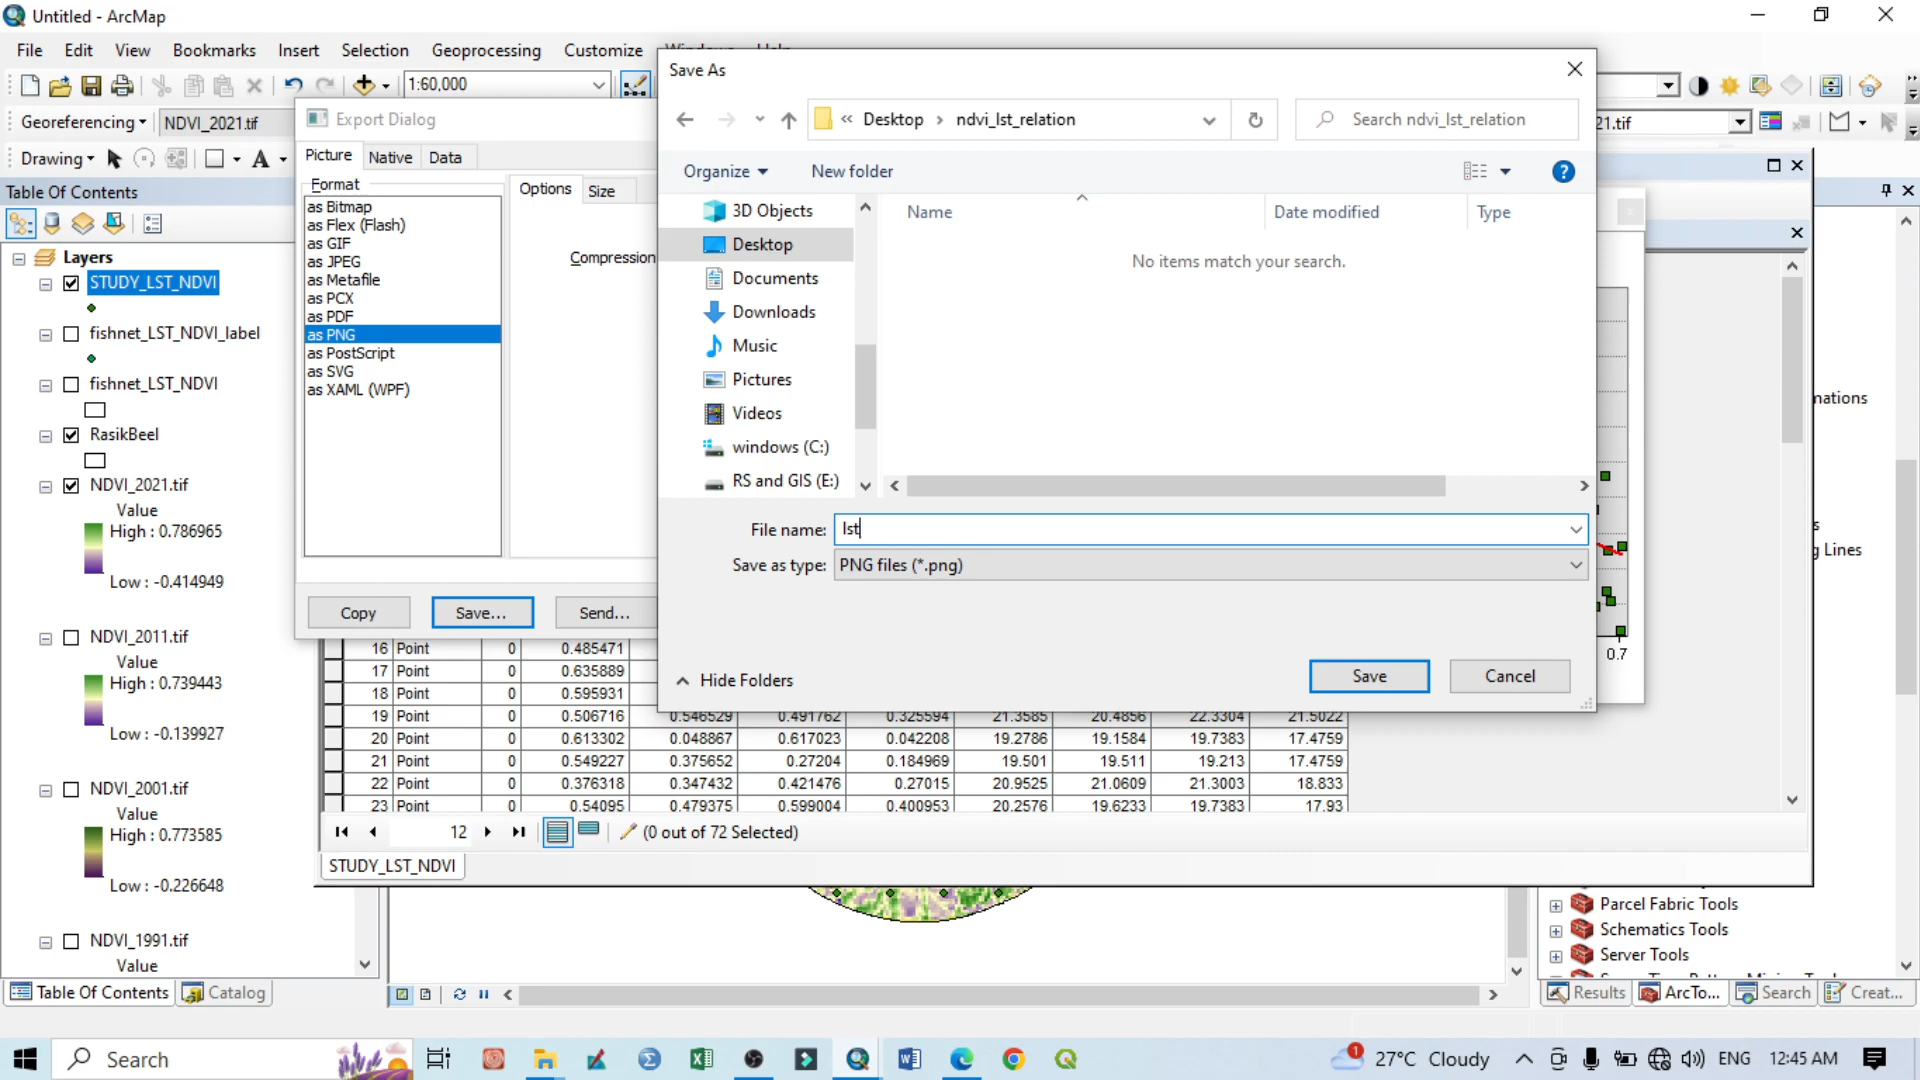 Untitled - ArcMap
File Edit View Bookmarks Insert Selection Geoprocessing Customize
1:60,000
Georeferencing NDVI_2021.tif
21.tif
Drawing A
Table Of Contents
Layers
STUDY_LST_NDVI
fishnet_LST_NDVI_label
fishnet_LST_NDVI
RasikBeel
NDVI_2021.tif
Value
High : 0.786965
Low : -0.414949
NDVI_2011.tif
Value
High : 0.739443
Low : -0.139927
NDVI_2001.tif
Value
High : 0.773585
Low : -0.226648
NDVI_1991.tif
Value
Table Of Contents Catalog
Export Dialog
Picture Native Data
Format
as Bitmap
as Flex (Flash)
as GIF
as JPEG
as Metafile
as PCX
as PDF
as PNG
as PostScript
as SVG
as XAML (WPF)
Options Size
Compression
Copy Save... Send...
Save As
« Desktop › ndvi_lst_relation
Search ndvi_lst_relation
Organize New folder
3D Objects
Desktop
Documents
Downloads
Music
Pictures
Videos
windows (C:)
RS and GIS (E:)
Name Date modified Type
No items match your search.
File name: lst
Save as type: PNG files (*.png)
Hide Folders Save Cancel
0.7
16 Point 0 0.485471
17 Point 0 0.635889
18 Point 0 0.595931
19 Point 0 0.506716 0.546529 0.491762 0.325594 21.3585 20.4856 22.3304 21.5022
20 Point 0 0.613302 0.048867 0.617023 0.042208 19.2786 19.1584 19.7383 17.4759
21 Point 0 0.549227 0.375652 0.27204 0.184969 19.501 19.511 19.213 17.4759
22 Point 0 0.376318 0.347432 0.421476 0.27015 20.9525 21.0609 21.3003 18.833
23 Point 0 0.54095 0.479375 0.599004 0.400953 20.2576 19.6233 19.7383 17.93
12 (0 out of 72 Selected)
STUDY_LST_NDVI
mations
g Lines
Parcel Fabric Tools
Schematics Tools
Server Tools
Results ArcTo... Search Creat...
Search
27°C Cloudy ENG 12:45 AM